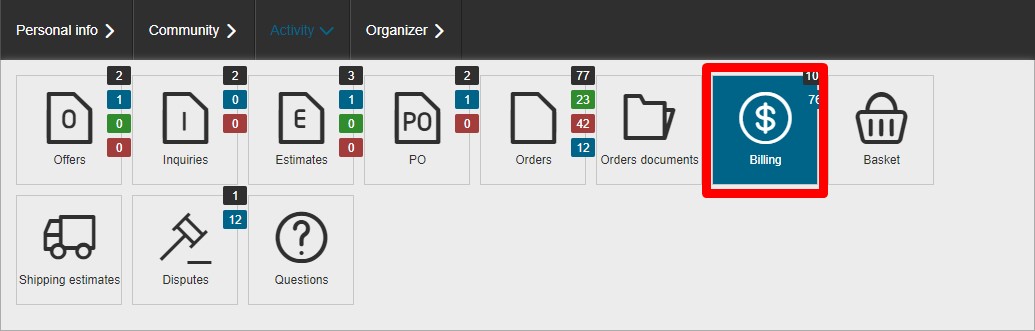 Personal info Community Activity Organizer
2 2 3 2 77 10
O 1 I 0 E 1 PO 1 23 $ 76
0 0 0 0 42
Offers 0 Inquiries Estimates 0 PO Orders 12 Orders documents Billing Basket
1
12
?
Shipping estimates Disputes Questions